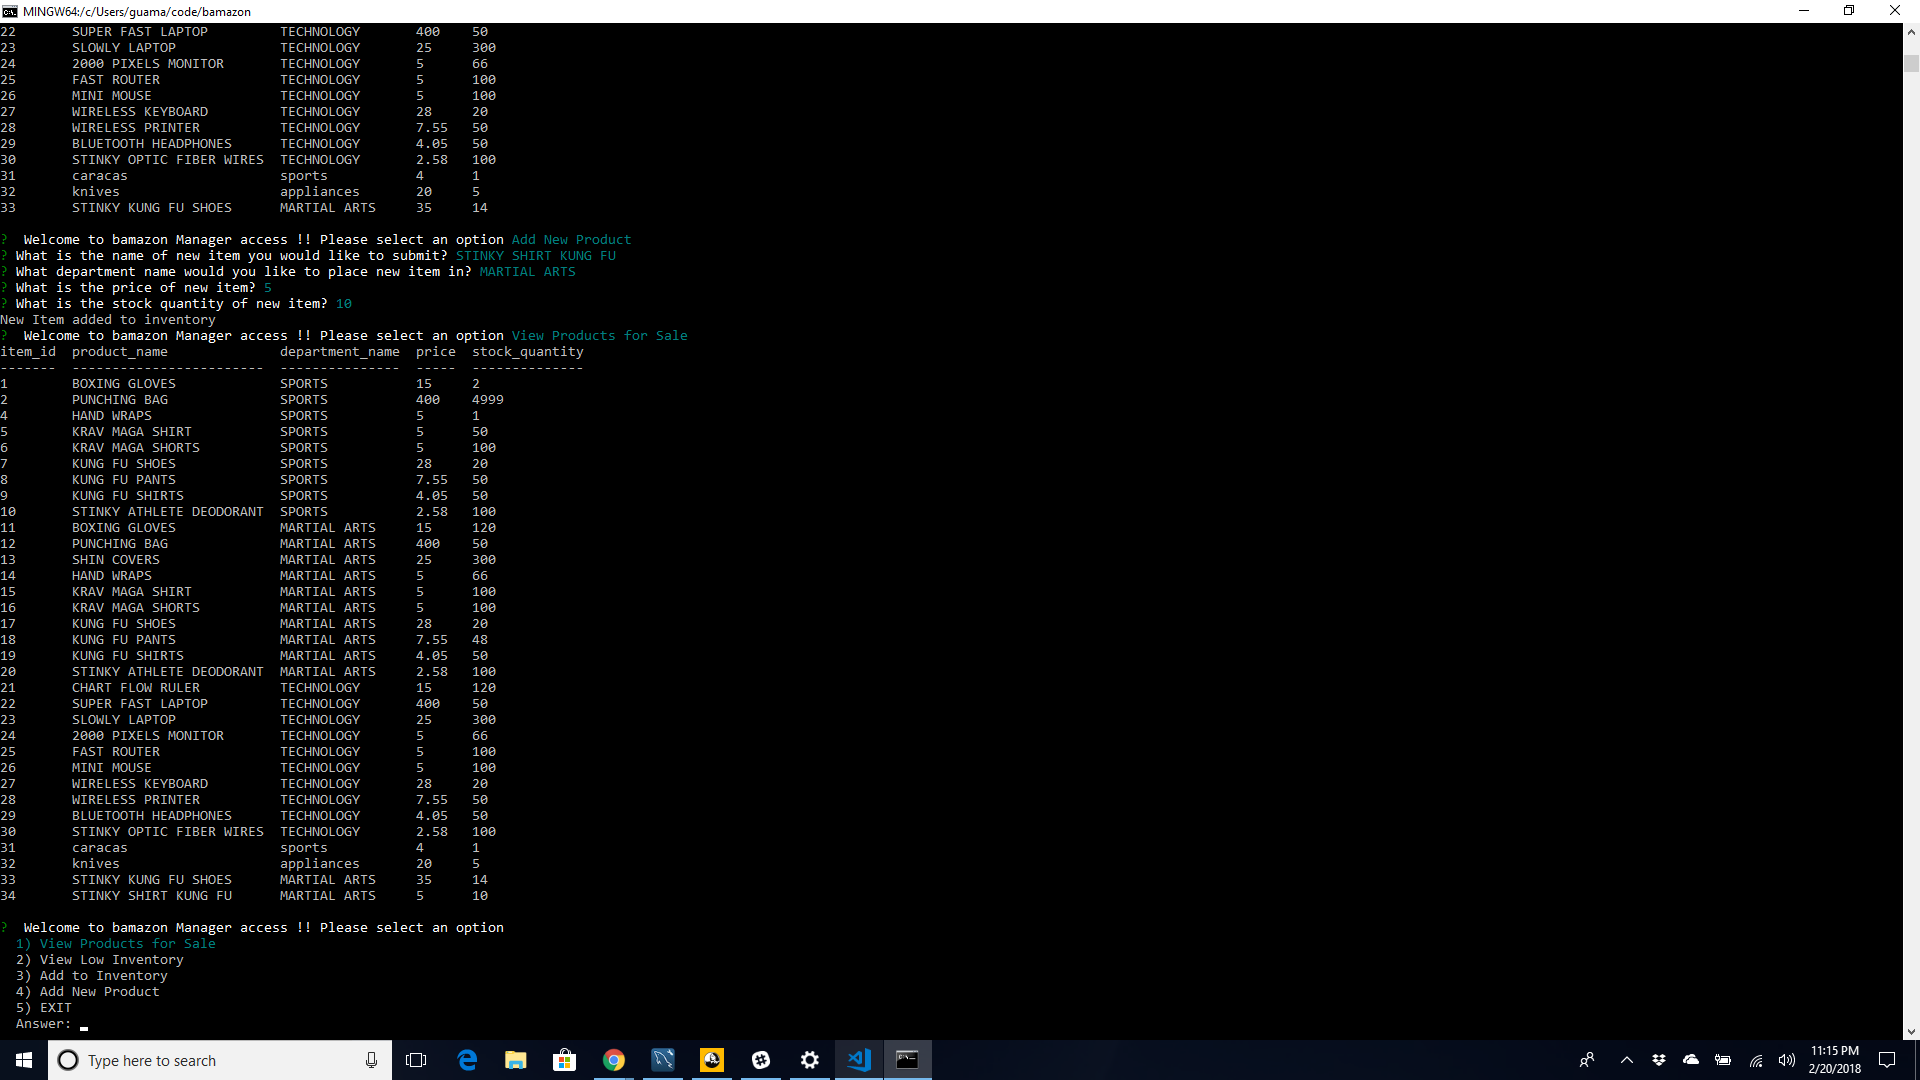 MINGW64:/c/Users/guama/code/bamazon
22 SUPER FAST LAPTOP TECHNOLOGY 400 50
23 SLOWLY LAPTOP TECHNOLOGY 25 300
24 2000 PIXELS MONITOR TECHNOLOGY 5 66
25 FAST ROUTER TECHNOLOGY 5 100
26 MINI MOUSE TECHNOLOGY 5 100
27 WIRELESS KEYBOARD TECHNOLOGY 28 20
28 WIRELESS PRINTER TECHNOLOGY 7.55 50
29 BLUETOOTH HEADPHONES TECHNOLOGY 4.05 50
30 STINKY OPTIC FIBER WIRES TECHNOLOGY 2.58 100
31 caracas sports 4 1
32 knives appliances 20 5
33 STINKY KUNG FU SHOES MARTIAL ARTS 35 14
? Welcome to bamazon Manager access !! Please select an option Add New Product
? What is the name of new item you would like to submit? STINKY SHIRT KUNG FU
? What department name would you like to place new item in? MARTIAL ARTS
? What is the price of new item? 5
? What is the stock quantity of new item? 10
New Item added to inventory
? Welcome to bamazon Manager access !! Please select an option View Products for Sale
item_id product_name department_name price stock_quantity
------- ------------------------ --------------- ----- --------------
1 BOXING GLOVES SPORTS 15 2
2 PUNCHING BAG SPORTS 400 4999
4 HAND WRAPS SPORTS 5 1
5 KRAV MAGA SHIRT SPORTS 5 50
6 KRAV MAGA SHORTS SPORTS 5 100
7 KUNG FU SHOES SPORTS 28 20
8 KUNG FU PANTS SPORTS 7.55 50
9 KUNG FU SHIRTS SPORTS 4.05 50
10 STINKY ATHLETE DEODORANT SPORTS 2.58 100
11 BOXING GLOVES MARTIAL ARTS 15 120
12 PUNCHING BAG MARTIAL ARTS 400 50
13 SHIN COVERS MARTIAL ARTS 25 300
14 HAND WRAPS MARTIAL ARTS 5 66
15 KRAV MAGA SHIRT MARTIAL ARTS 5 100
16 KRAV MAGA SHORTS MARTIAL ARTS 5 100
17 KUNG FU SHOES MARTIAL ARTS 28 20
18 KUNG FU PANTS MARTIAL ARTS 7.55 48
19 KUNG FU SHIRTS MARTIAL ARTS 4.05 50
20 STINKY ATHLETE DEODORANT MARTIAL ARTS 2.58 100
21 CHART FLOW RULER TECHNOLOGY 15 120
22 SUPER FAST LAPTOP TECHNOLOGY 400 50
23 SLOWLY LAPTOP TECHNOLOGY 25 300
24 2000 PIXELS MONITOR TECHNOLOGY 5 66
25 FAST ROUTER TECHNOLOGY 5 100
26 MINI MOUSE TECHNOLOGY 5 100
27 WIRELESS KEYBOARD TECHNOLOGY 28 20
28 WIRELESS PRINTER TECHNOLOGY 7.55 50
29 BLUETOOTH HEADPHONES TECHNOLOGY 4.05 50
30 STINKY OPTIC FIBER WIRES TECHNOLOGY 2.58 100
31 caracas sports 4 1
32 knives appliances 20 5
33 STINKY KUNG FU SHOES MARTIAL ARTS 35 14
34 STINKY SHIRT KUNG FU MARTIAL ARTS 5 10
? Welcome to bamazon Manager access !! Please select an option
1) View Products for Sale
2) View Low Inventory
3) Add to Inventory
4) Add New Product
5) EXIT
Answer:
Type here to search
11:15 PM
2/20/2018